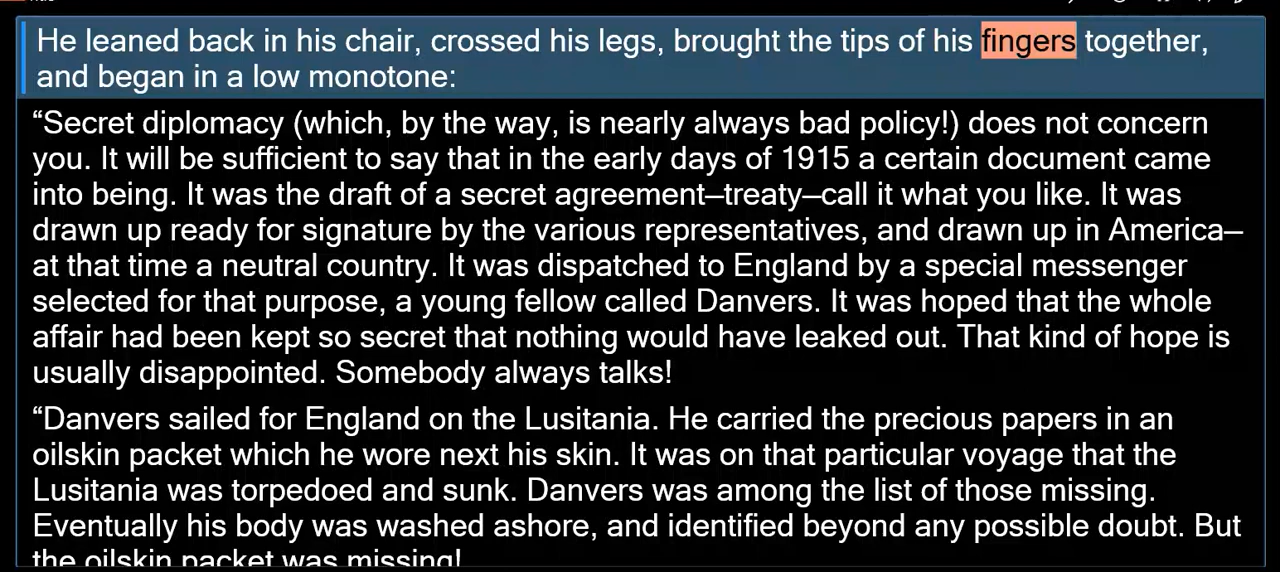 He leaned back in his chair, crossed his legs, brought the tips of his fingers together,
and began in a low monotone:
“Secret diplomacy (which, by the way, is nearly always bad policy!) does not concern
you. It will be sufficient to say that in the early days of 1915 a certain document came
into being. It was the draft of a secret agreement—treaty—call it what you like. It was
drawn up ready for signature by the various representatives, and drawn up in America—
at that time a neutral country. It was dispatched to England by a special messenger
selected for that purpose, a young fellow called Danvers. It was hoped that the whole
affair had been kept so secret that nothing would have leaked out. That kind of hope is
usually disappointed. Somebody always talks!
“Danvers sailed for England on the Lusitania. He carried the precious papers in an
oilskin packet which he wore next his skin. It was on that particular voyage that the
Lusitania was torpedoed and sunk. Danvers was among the list of those missing.
Eventually his body was washed ashore, and identified beyond any possible doubt. But
the oilskin packet was missing!